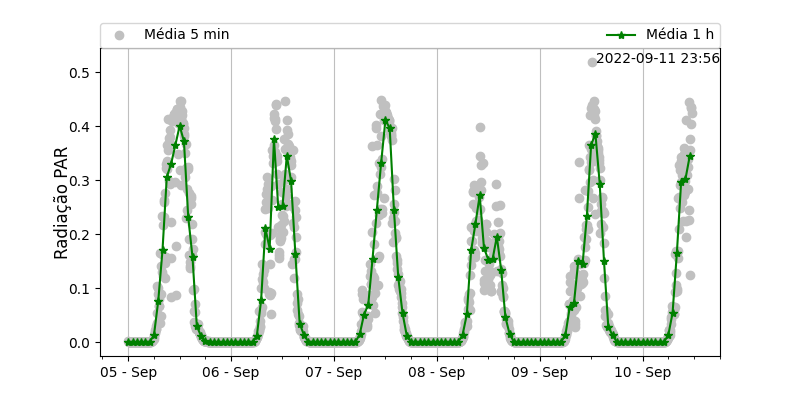 Média 5 min
Média 1 h
2022-09-11 23:56
Radiação PAR
0.5
0.4
0.3
0.2
0.1
0.0
05 - Sep
06 - Sep
07 - Sep
08 - Sep
09 - Sep
10 - Sep